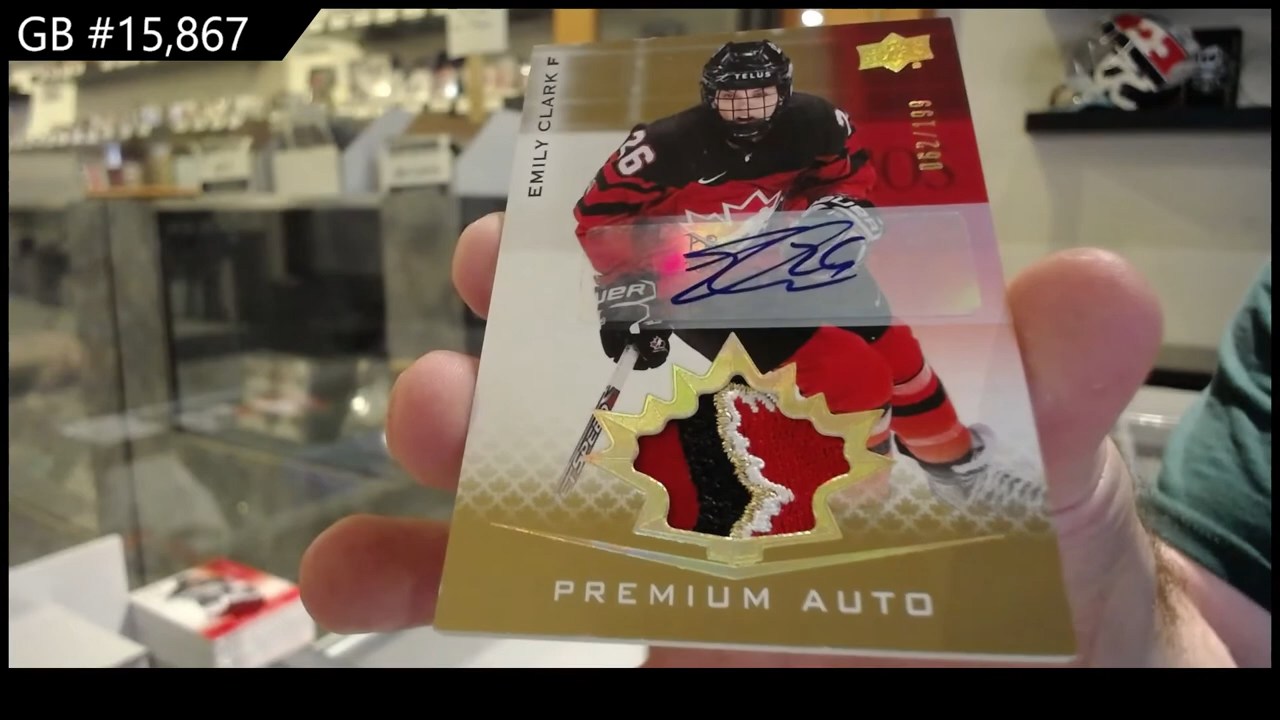 GB #15,867
EMILY CLARK F
TELUS
062/199
26
PREMIUM AUTO